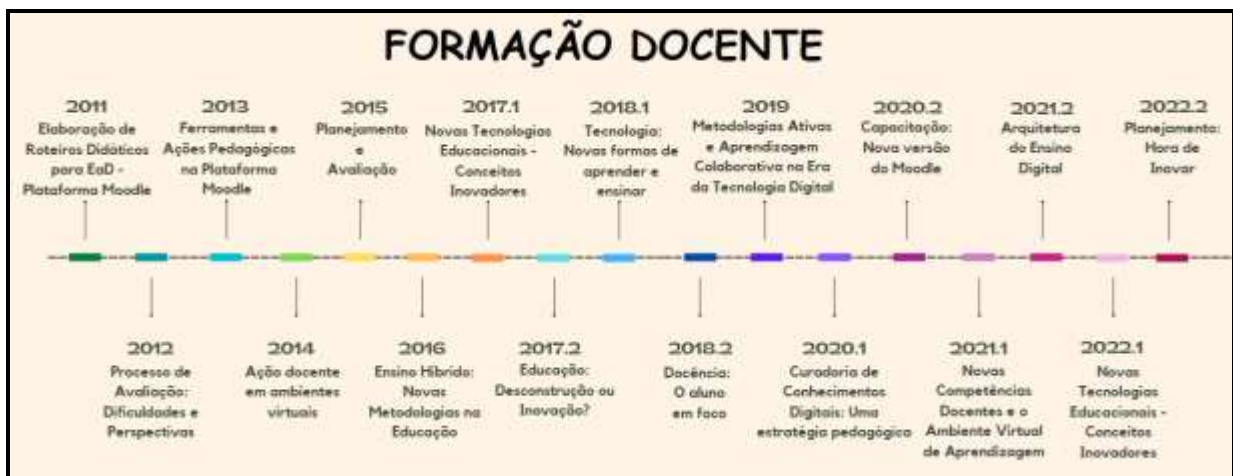 FORMAÇÃO DOCENTE
2011
Elaboração de
Roteiros Didáticos
para EaD -
Plataforma Moodle
2013
Ferramentas e
Ações Pedagógicas
na Plataforma
Moodle
2015
Planejamento
e
Avaliação
2017.1
Novas Tecnologias
Educacionais -
Conceitos
Inovadores
2018.1
Tecnologia:
Novas formas de
aprender e
ensinar
2019
Metodologias Ativas
e Aprendizagem
Colaborativa na Era
da Tecnologia Digital
2020.2
Capacitação:
Nova versão
do Moodle
2021.2
Arquitetura
do Ensino
Digital
2022.2
Planejamento:
Hora de
Inovar
2012
Processo de
Avaliação:
Dificuldades e
Perspectivas
2014
Ação docente
em ambientes
virtuais
2016
Ensino Híbrido:
Novas
Metodologias na
Educação
2017.2
Educação:
Desconstrução ou
Inovação?
2018.2
Docência:
O aluno
em foco
2020.1
Curadoria de
Conhecimentos
Digitais: Uma
estratégia pedagógica
2021.1
Novas
Competências
Docentes e o
Ambiente Virtual
de Aprendizagem
2022.1
Novas
Tecnologias
Educacionais -
Conceitos
Inovadores